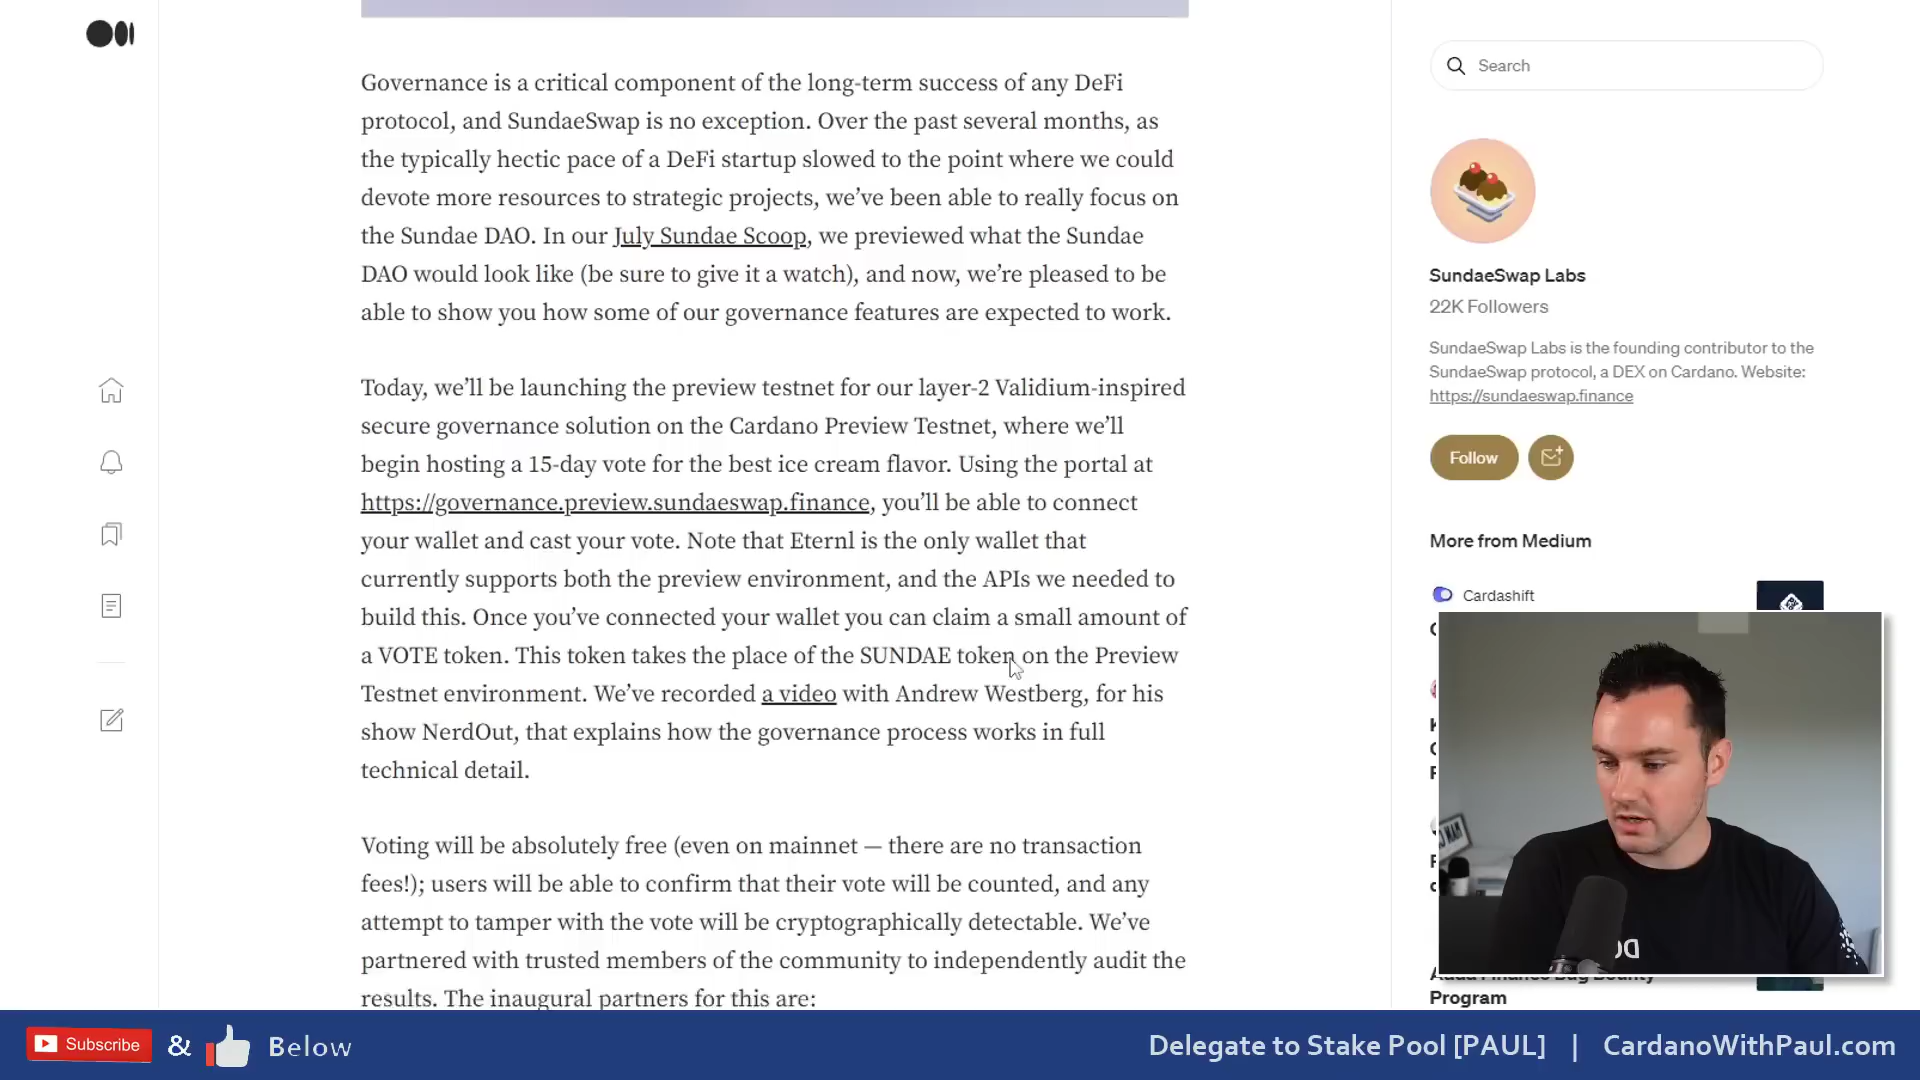 Governance is a critical component of the long-term success of any DeFi
protocol, and SundaeSwap is no exception. Over the past several months, as
the typically hectic pace of a DeFi startup slowed to the point where we could
devote more resources to strategic projects, we’ve been able to really focus on
the Sundae DAO. In our July Sundae Scoop, we previewed what the Sundae
DAO would look like (be sure to give it a watch), and now, we’re pleased to be
able to show you how some of our governance features are expected to work.
Today, we’ll be launching the preview testnet for our layer-2 Validium-inspired
secure governance solution on the Cardano Preview Testnet, where we’ll
begin hosting a 15-day vote for the best ice cream flavor. Using the portal at
https://governance.preview.sundaeswap.finance, you’ll be able to connect
your wallet and cast your vote. Note that Eternl is the only wallet that
currently supports both the preview environment, and the APIs we needed to
build this. Once you’ve connected your wallet you can claim a small amount of
a VOTE token. This token takes the place of the SUNDAE token on the Preview
Testnet environment. We’ve recorded a video with Andrew Westberg, for his
show NerdOut, that explains how the governance process works in full
technical detail.
Voting will be absolutely free (even on mainnet — there are no transaction
fees!); users will be able to confirm that their vote will be counted, and any
attempt to tamper with the vote will be cryptographically detectable. We’ve
partnered with trusted members of the community to independently audit the
results. The inaugural partners for this are:
Search
SundaeSwap Labs
22K Followers
SundaeSwap Labs is the founding contributor to the
SundaeSwap protocol, a DEX on Cardano. Website:
https://sundaeswap.finance
Follow
More from Medium
Cardashift
Program
Subscribe & Below
Delegate to Stake Pool [PAUL] | CardanoWithPaul.com